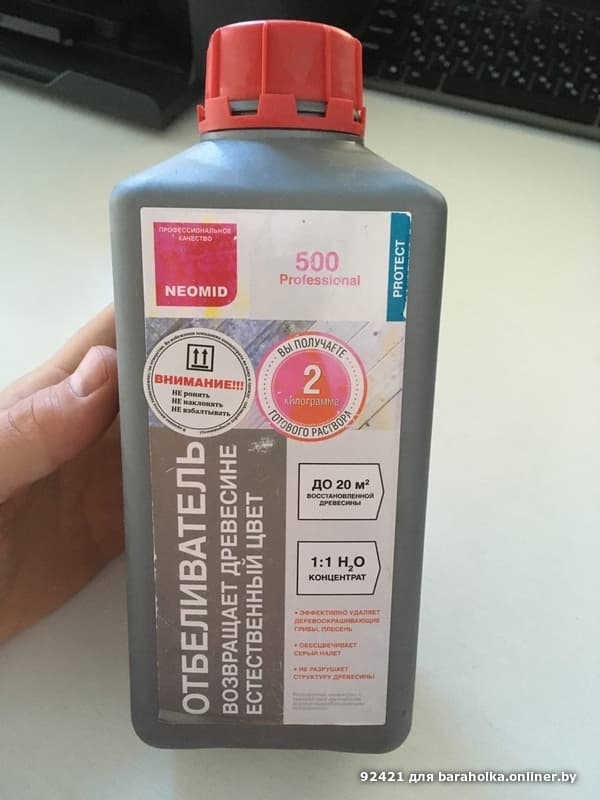 ПРОФЕССИОНАЛЬНОЕ
КАЧЕСТВО
NEOMID
500
Professional
PROTECT
ВНИМАНИЕ!!!
НЕ ронять
НЕ наклонять
НЕ взбалтывать
ВЫ ПОЛУЧАЕТЕ
2
килограмма
ГОТОВОГО РАСТВОРА
ОТБЕЛИВАТЕЛЬ
ВОЗВРАЩАЕТ ДРЕВЕСИНЕ
ЕСТЕСТВЕННЫЙ ЦВЕТ
ДО 20 м²
ВОССТАНОВЛЕННОЙ
ДРЕВЕСИНЫ
1:1 H₂O
КОНЦЕНТРАТ
• ЭФФЕКТИВНО УДАЛЯЕТ
ДЕРЕВООКРАШИВАЮЩИЕ
ГРИБЫ, ПЛЕСЕНЬ
• ОБЕСЦВЕЧИВАЕТ
СЕРЫЙ НАЛЕТ
• НЕ РАЗРУШАЕТ
СТРУКТУРУ ДРЕВЕСИНЫ
92421 для baraholka.onliner.by